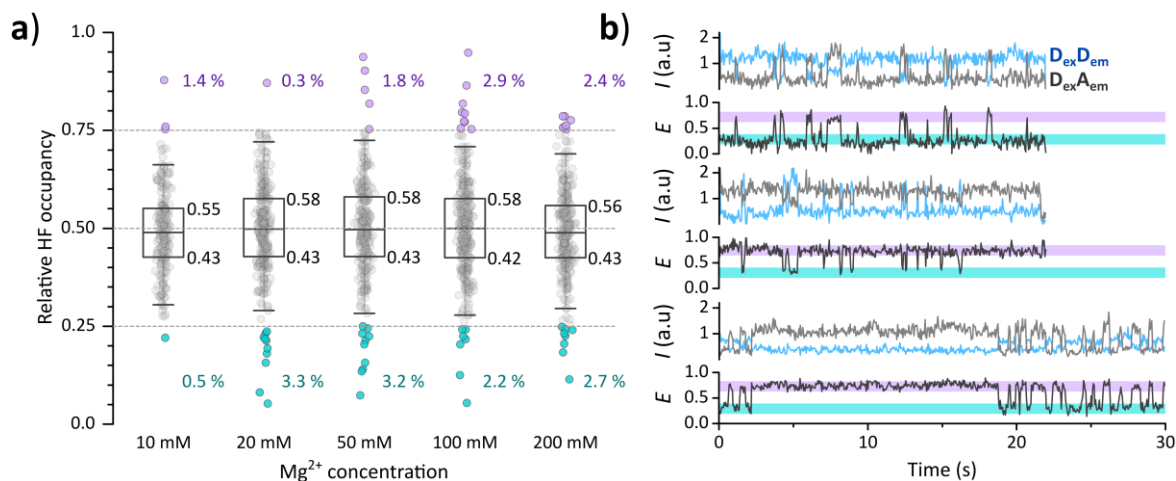 a)
Relative HF occupancy
1.0
0.75
0.50
0.25
0.0
1.4 %
0.3 %
1.8 %
2.9 %
2.4 %
0.55
0.43
0.58
0.43
0.58
0.43
0.58
0.42
0.56
0.43
0.5 %
3.3 %
3.2 %
2.2 %
2.7 %
10 mM
20 mM
50 mM
100 mM
200 mM
Mg²⁺ concentration
b)
I (a.u)
2
1
DexDem
DexAem
E
1.0
0.5
0.0
I (a.u)
2
1
E
1.0
0.5
0.0
I (a.u)
2
1
E
1.0
0.5
0.0
0
10
20
30
Time (s)